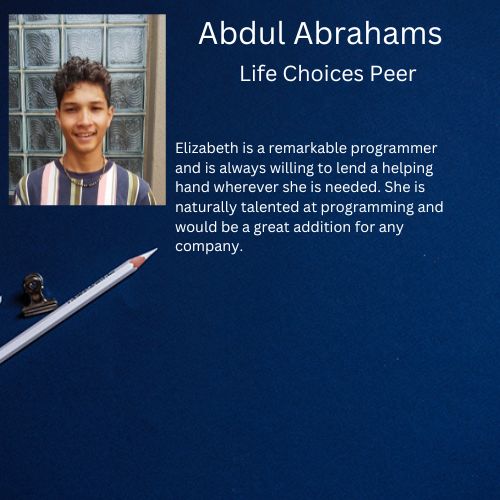 Abdul Abrahams
Life Choices Peer
Elizabeth is a remarkable programmer
and is always willing to lend a helping
hand wherever she is needed. She is
naturally talented at programming and
would be a great addition for any
company.